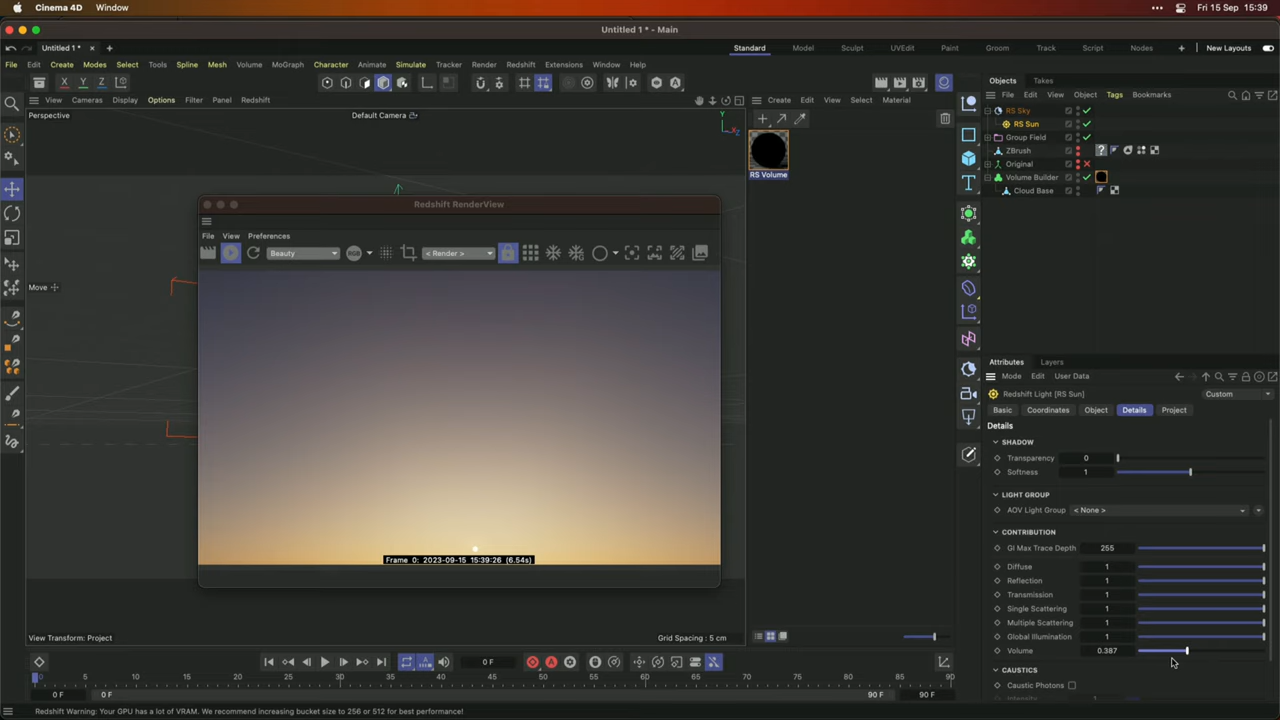 Cinema 4D Window
••• Fri 15 Sep 15:39
Untitled 1 * - Main
Untitled 1 * × +
Standard Model Sculpt UVEdit Paint Groom Track Script Nodes + New Layouts
File Edit Create Modes Select Tools Spline Mesh Volume MoGraph Character Animate Simulate Tracker Render Redshift Extensions Window Help
X Y Z
Objects Takes
File Edit View Object Tags Bookmarks
View Cameras Display Options Filter Panel Redshift
Create Edit View Select Material
Perspective
Default Camera
Y
X
Z
RS Sky
RS Sun
Group Field
ZBrush
Original
Volume Builder
Cloud Base
RS Volume
Redshift RenderView
File View Preferences
Beauty
RGB
< Render >
Move
Frame 0: 2023-09-15 15:39:26 (6.54s)
View Transform: Project
Grid Spacing : 5 cm
Attributes Layers
Mode Edit User Data
Redshift Light [RS Sun]
Custom
Basic Coordinates Object Details Project
Details
SHADOW
Transparency 0
Softness 1
LIGHT GROUP
AOV Light Group < None >
CONTRIBUTION
GI Max Trace Depth 255
Diffuse 1
Reflection 1
Transmission 1
Single Scattering 1
Multiple Scattering 1
Global Illumination 1
Volume 0.387
CAUSTICS
Caustic Photons
Intensity 1
0 F
0 5 10 15 20 25 30 35 40 45 50 55 60 65 70 75 80 85 90
0 F 0 F 90 F 90 F
Redshift Warning: Your GPU has a lot of VRAM. We recommend increasing bucket size to 256 or 512 for best performance!